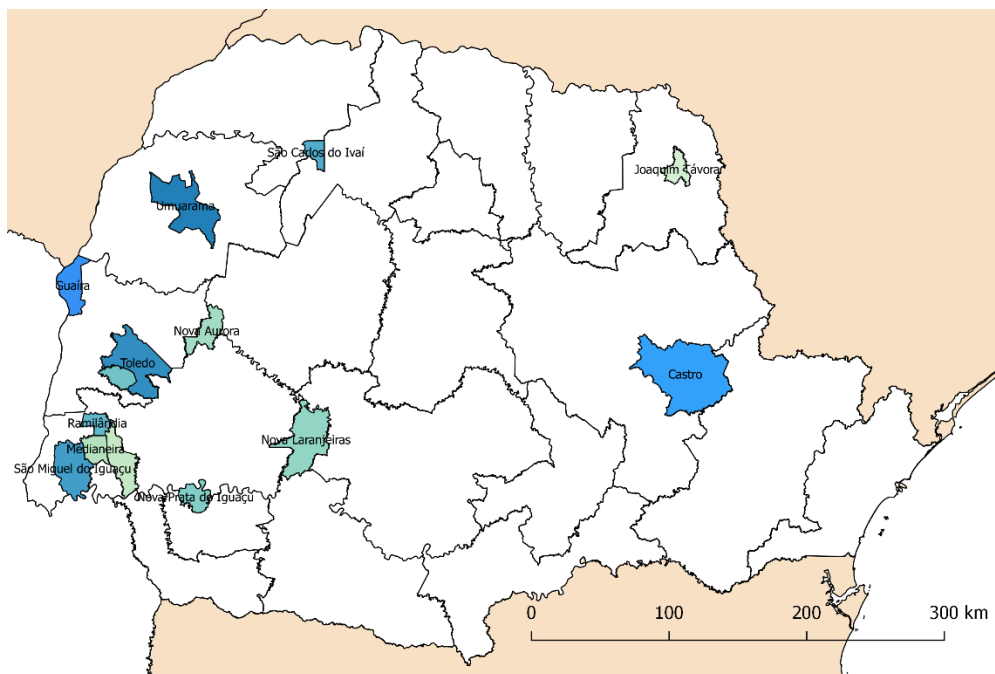 São Carlos do Ivaí
Joaquim Távora
Umuarama
Guaíra
Nova Aurora
Toledo
Castro
Ramilândia
Nova Laranjeiras
Medianeira
São Miguel do Iguaçu
Nova Prata do Iguaçu
0 100 200 300 km